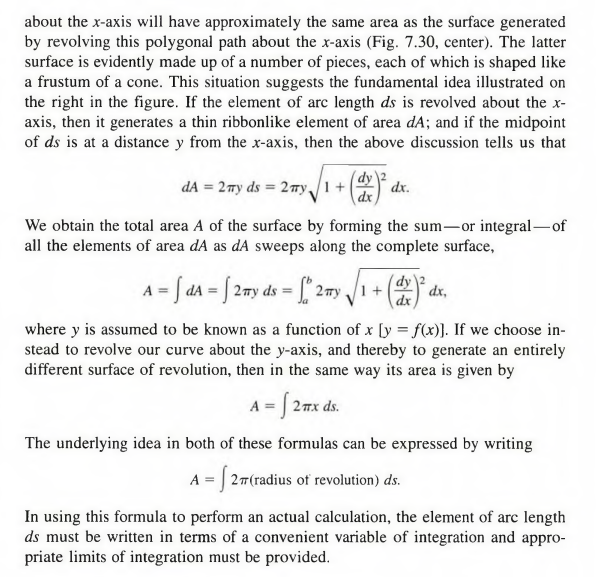 about the x-axis will have approximately the same area as the surface generated
by revolving this polygonal path about the x-axis (Fig. 7.30, center). The latter
surface is evidently made up of a number of pieces, each of which is shaped like
a frustum of a cone. This situation suggests the fundamental idea illustrated on
the right in the figure. If the element of arc length ds is revolved about the x-
axis, then it generates a thin ribbonlike element of area dA; and if the midpoint
of ds is at a distance y from the x-axis, then the above discussion tells us that
dA = 2πy ds = 2πy √(1 + (dy/dx)²) dx.
We obtain the total area A of the surface by forming the sum—or integral—of
all the elements of area dA as dA sweeps along the complete surface,
A = ∫ dA = ∫ 2πy ds = ∫ₐᵇ 2πy √(1 + (dy/dx)²) dx,
where y is assumed to be known as a function of x [y = f(x)]. If we choose in-
stead to revolve our curve about the y-axis, and thereby to generate an entirely
different surface of revolution, then in the same way its area is given by
A = ∫ 2πx ds.
The underlying idea in both of these formulas can be expressed by writing
A = ∫ 2π(radius of revolution) ds.
In using this formula to perform an actual calculation, the element of arc length
ds must be written in terms of a convenient variable of integration and appro-
priate limits of integration must be provided.